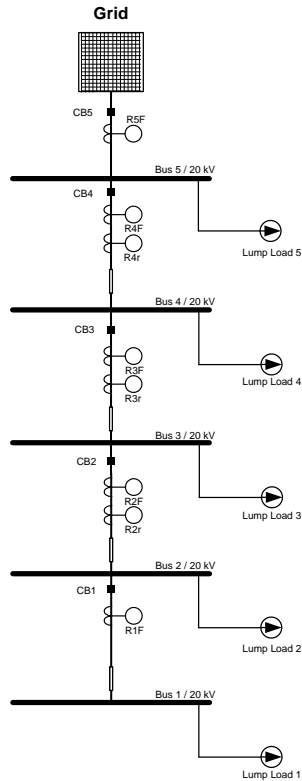 Grid
CB5
R5F
Bus 5 / 20 kV
CB4
R4F
R4r
Lump Load 5
Bus 4 / 20 kV
CB3
R3F
R3r
Lump Load 4
Bus 3 / 20 kV
CB2
R2F
R2r
Lump Load 3
Bus 2 / 20 kV
CB1
R1F
Lump Load 2
Bus 1 / 20 kV
Lump Load 1